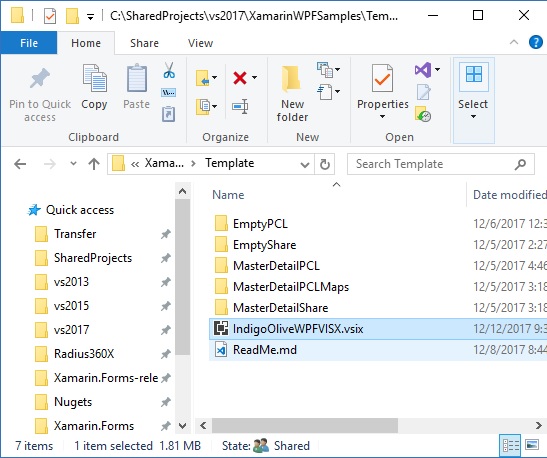 C:\SharedProjects\vs2017\XamarinWPFSamples\Temp...
File Home Share View
Pin to Quick access
Copy
Paste
New folder
Properties
Select
Clipboard Organize New Open
« Xama... Template
Search Template
Name Date modified
Quick access
Transfer
SharedProjects
vs2013
vs2015
vs2017
Radius360X
Xamarin.Forms-rele
Nugets
Xamarin.Forms
EmptyPCL 12/6/2017 12:3
EmptyShare 12/5/2017 2:27
MasterDetailPCL 12/5/2017 4:46
MasterDetailPCLMaps 12/5/2017 3:18
MasterDetailShare 12/5/2017 3:18
IndigoOliveWPFVISX.vsix 12/12/2017 9:3
ReadMe.md 12/8/2017 8:44
7 items 1 item selected 1.81 MB State: Shared